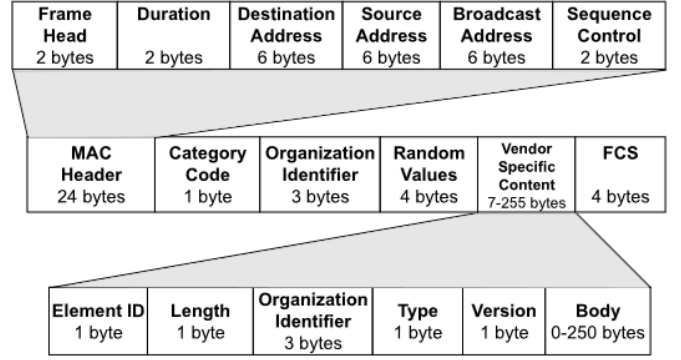 Frame Head 2 bytes
Duration 2 bytes
Destination Address 6 bytes
Source Address 6 bytes
Broadcast Address 6 bytes
Sequence Control 2 bytes
MAC Header 24 bytes
Category Code 1 byte
Organization Identifier 3 bytes
Random Values 4 bytes
Vendor Specific Content 7-255 bytes
FCS 4 bytes
Element ID 1 byte
Length 1 byte
Organization Identifier 3 bytes
Type 1 byte
Version 1 byte
Body 0-250 bytes